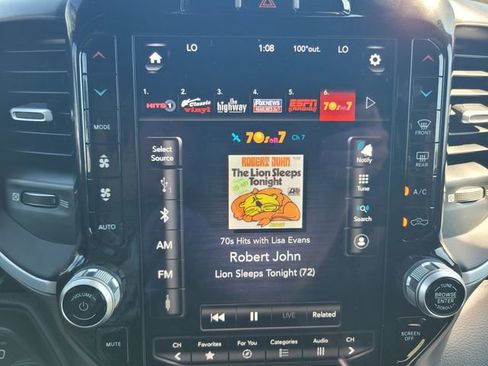 LO
1:08
100°out.
LO
1.
2.
3.
4.
5.
6.
HITS 1
Classic vinyl
the highway
FOX NEWS
ESPN
70s on 7
70s on 7
Ch 7
Select Source
1
AM
FM
ROBERT JOHN
The Lion Sleeps Tonight
Notify
Tune
Search
70s Hits with Lisa Evans
Robert John
Lion Sleeps Tonight (72)
LIVE
Related
CH
Favorites
For You
Categories
Audio
CH
MODE
AUTO
VOLUME
MUTE
FRONT
REAR
A/C
TUNE
BROWSE
ENTER
SCROLL
SCREEN OFF